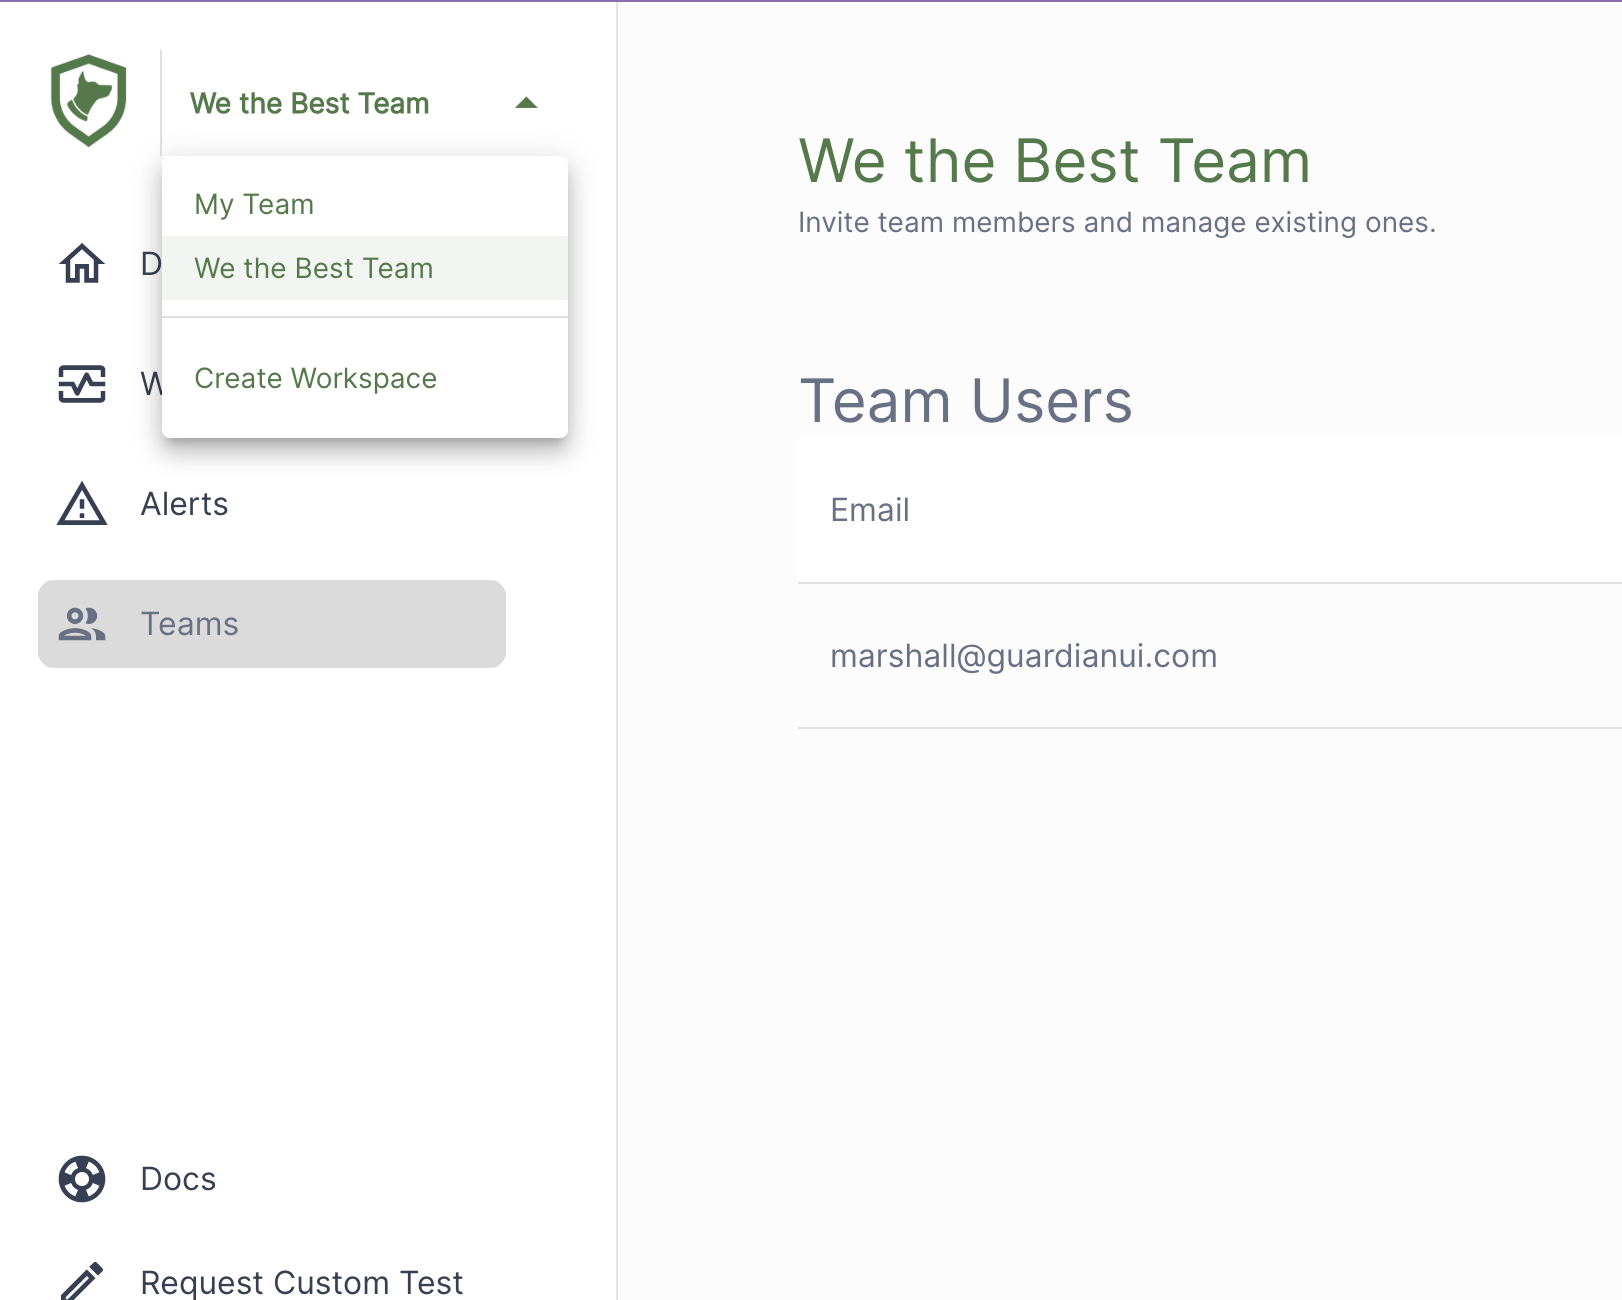 We the Best Team
My Team
We the Best Team
Create Workspace
Alerts
Teams
Docs
Request Custom Test
We the Best Team
Invite team members and manage existing ones.
Team Users
Email
marshall@guardianui.com